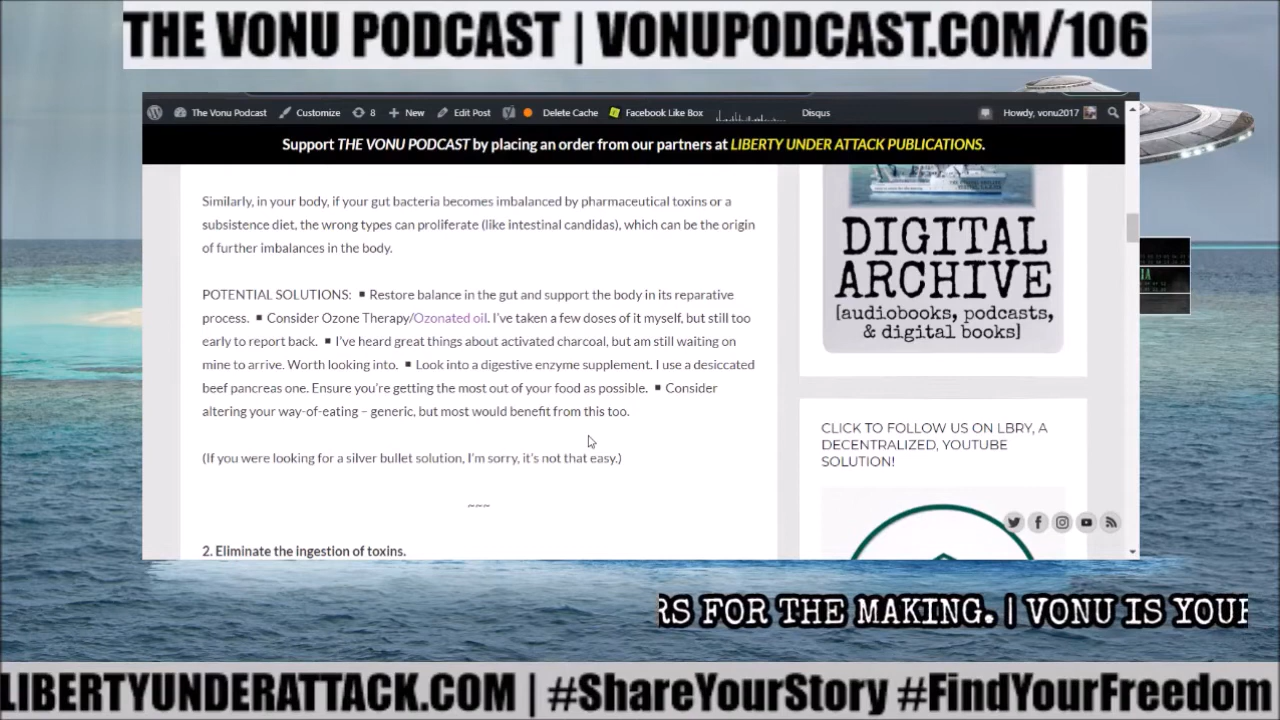 THE VONU PODCAST | VONUPODCAST.COM/106
The Vonu Podcast Customize 8 New Edit Post Delete Cache Facebook Like Box Disqus Howdy, vonu2017
Support THE VONU PODCAST by placing an order from our partners at LIBERTY UNDER ATTACK PUBLICATIONS.
Similarly, in your body, if your gut bacteria becomes imbalanced by pharmaceutical toxins or a
subsistence diet, the wrong types can proliferate (like intestinal candidas), which can be the origin
of further imbalances in the body.
POTENTIAL SOLUTIONS: ▪ Restore balance in the gut and support the body in its reparative
process. ▪ Consider Ozone Therapy/Ozonated oil. I've taken a few doses of it myself, but still too
early to report back. ▪ I've heard great things about activated charcoal, but am still waiting on
mine to arrive. Worth looking into. ▪ Look into a digestive enzyme supplement. I use a desiccated
beef pancreas one. Ensure you're getting the most out of your food as possible. ▪ Consider
altering your way-of-eating – generic, but most would benefit from this too.
(If you were looking for a silver bullet solution, I'm sorry, it's not that easy.)
~~~
2. Eliminate the ingestion of toxins.
DIGITAL
ARCHIVE
[audiobooks, podcasts,
& digital books]
CLICK TO FOLLOW US ON LBRY, A
DECENTRALIZED, YOUTUBE
SOLUTION!
RS FOR THE MAKING. | VONU IS YOUR
LIBERTYUNDERATTACK.COM | #ShareYourStory #FindYourFreedom